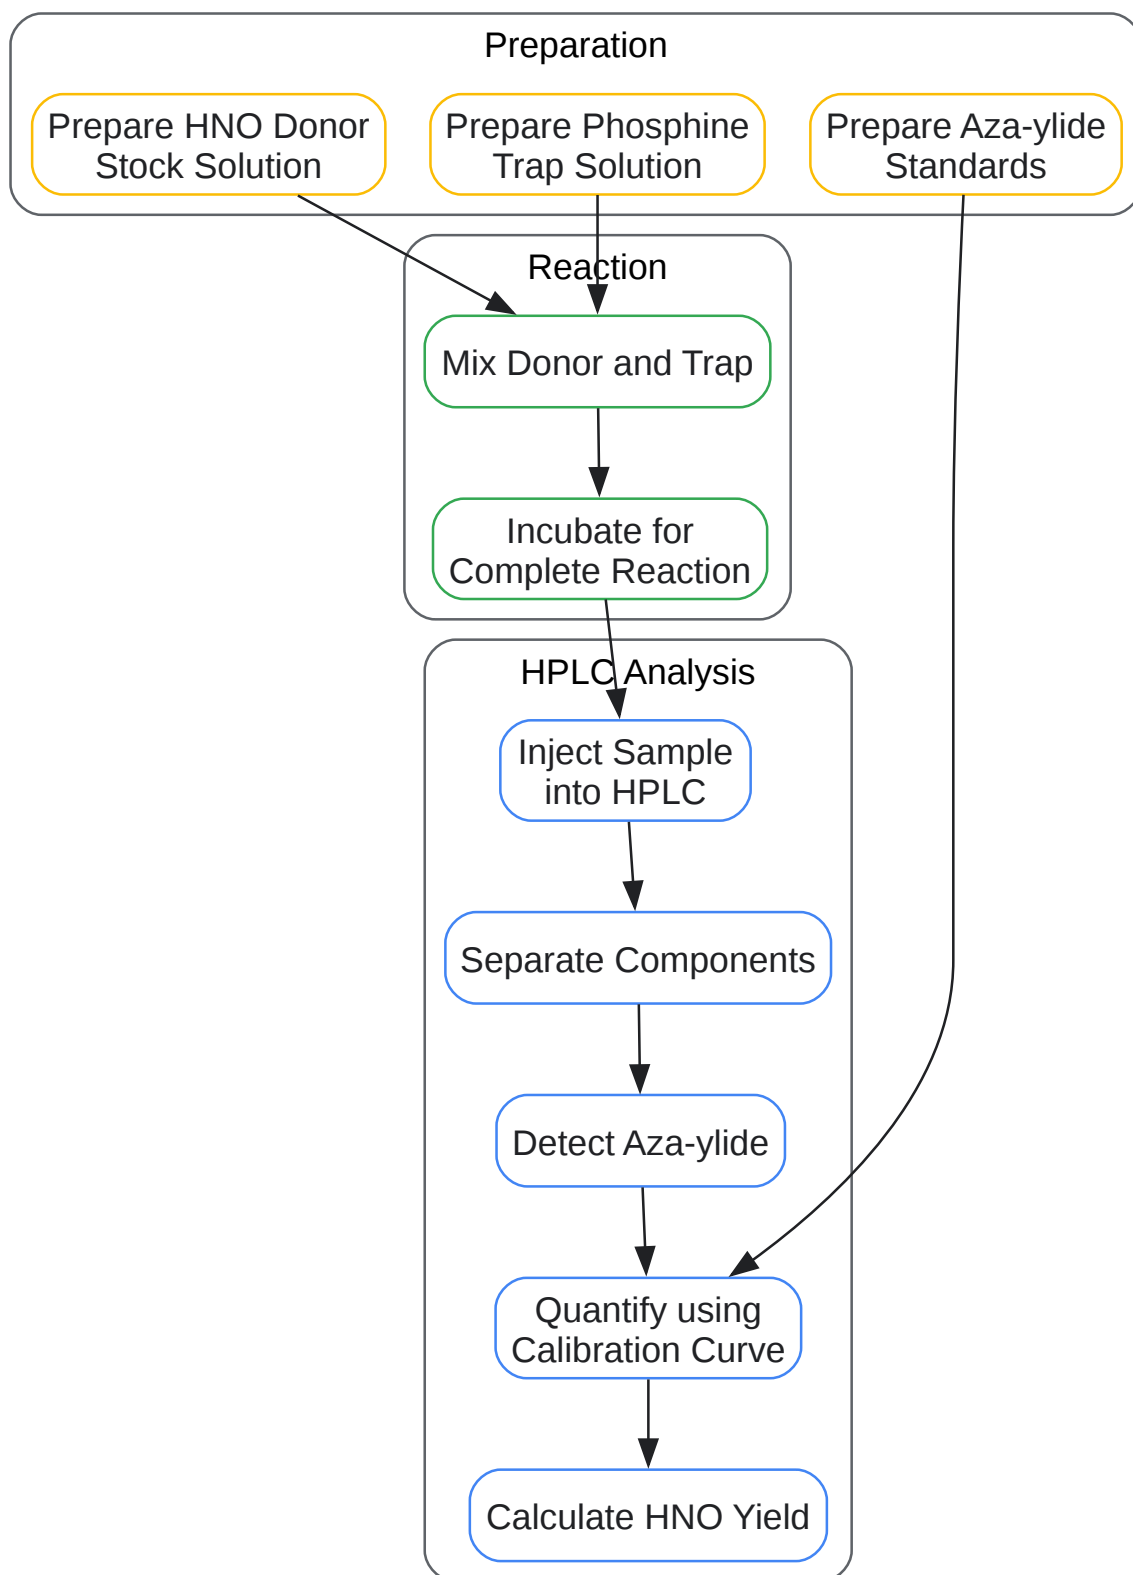 Preparation
Prepare HNO Donor
Stock Solution
Prepare Phosphine
Trap Solution
Prepare Aza-ylide
Standards
Reaction
Mix Donor and Trap
Incubate for
Complete Reaction
HPLC Analysis
Inject Sample
into HPLC
Separate Components
Detect Aza-ylide
Quantify using
Calibration Curve
Calculate HNO Yield